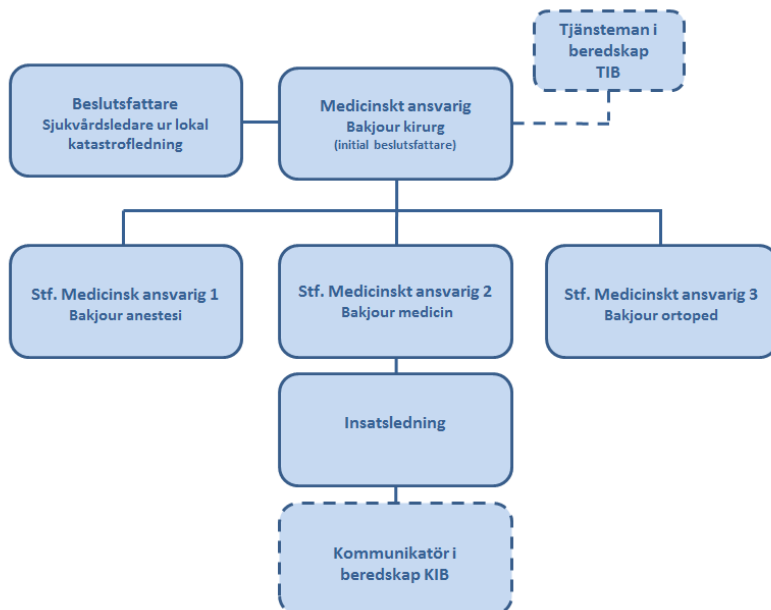 Tjänsteman i
beredskap
TIB
Beslutsfattare
Sjukvårdsledare ur lokal
katastrofledning
Medicinskt ansvarig
Bakjour kirurg
(initial beslutsfattare)
Stf. Medicinsk ansvarig 1
Bakjour anestesi
Stf. Medicinskt ansvarig 2
Bakjour medicin
Stf. Medicinskt ansvarig 3
Bakjour ortoped
Insatsledning
Kommunikatör i
beredskap KIB